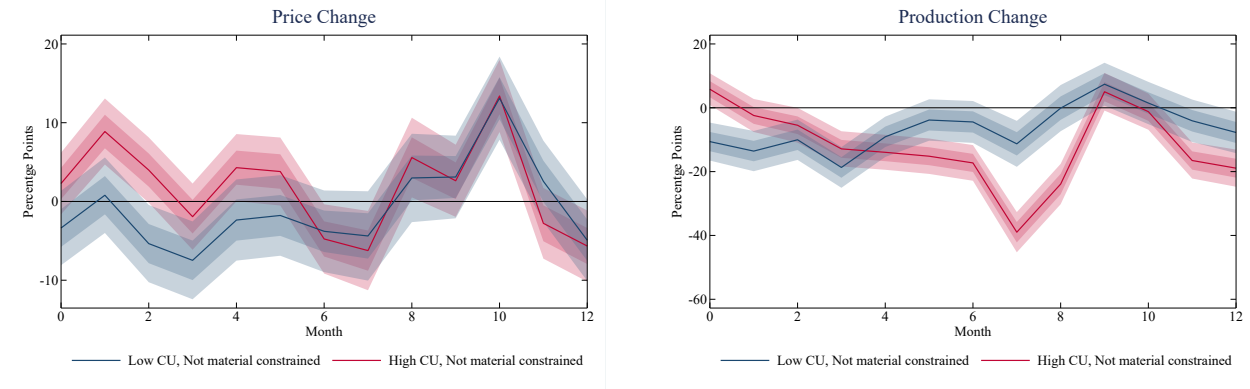 Price Change
20
10
0
-10
Percentge Points
0 2 4 6 8 10 12
Month
Low CU, Not material constrained High CU, Not material constrained
Production Change
20
0
-20
-40
-60
Percentge Points
0 2 4 6 8 10 12
Month
Low CU, Not material constrained High CU, Not material constrained